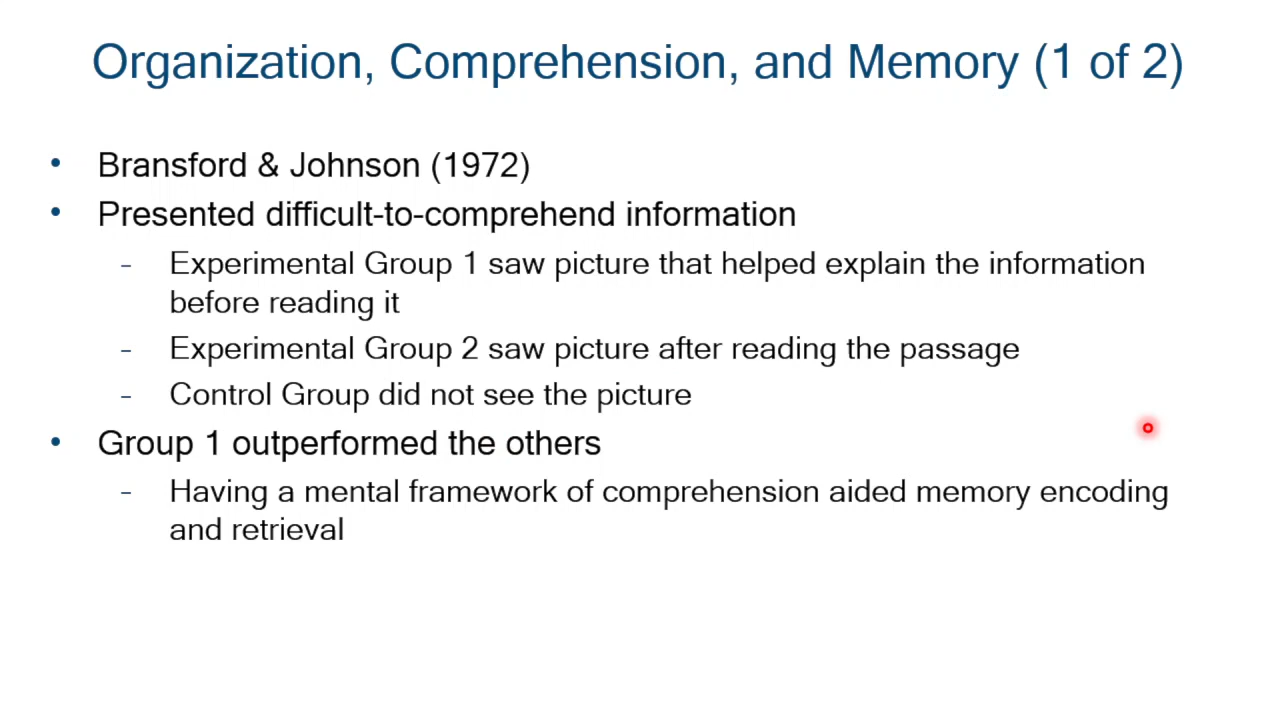 Organization, Comprehension, and Memory (1 of 2)
• Bransford & Johnson (1972)
• Presented difficult-to-comprehend information
- Experimental Group 1 saw picture that helped explain the information
before reading it
- Experimental Group 2 saw picture after reading the passage
- Control Group did not see the picture
• Group 1 outperformed the others
- Having a mental framework of comprehension aided memory encoding
and retrieval